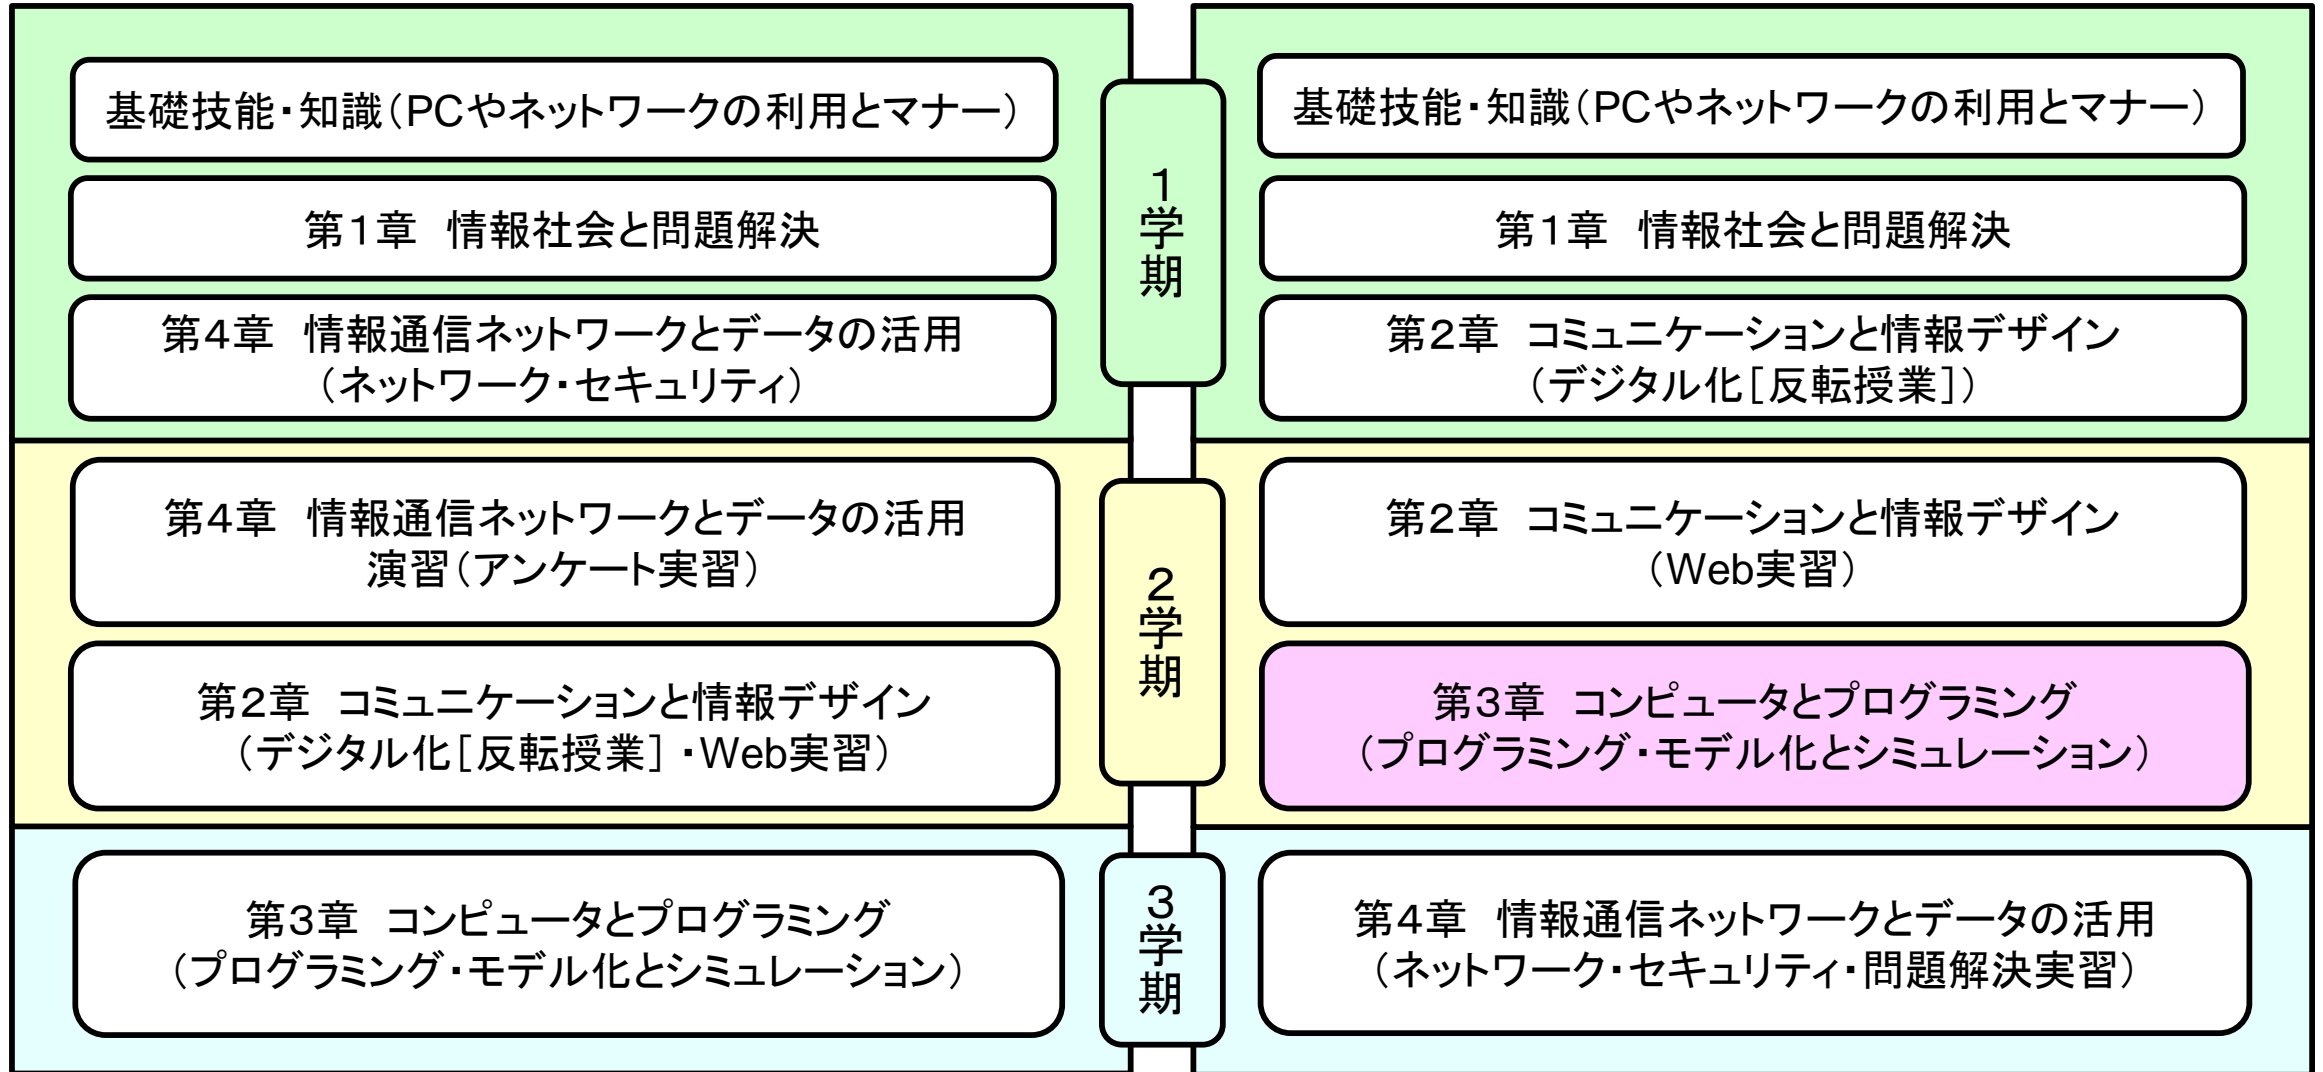 基礎技能・知識（PCやネットワークの利用とマナー）
第１章　情報社会と問題解決
第４章　情報通信ネットワークとデータの活用
（ネットワーク・セキュリティ）
１学期
基礎技能・知識（PCやネットワークの利用とマナー）
第１章　情報社会と問題解決
第２章　コミュニケーションと情報デザイン
（デジタル化［反転授業］）
第４章　情報通信ネットワークとデータの活用
演習（アンケート実習）
第２章　コミュニケーションと情報デザイン
（デジタル化［反転授業］・Web実習）
２学期
第２章　コミュニケーションと情報デザイン
（Web実習）
第３章　コンピュータとプログラミング
（プログラミング・モデル化とシミュレーション）
第３章　コンピュータとプログラミング
（プログラミング・モデル化とシミュレーション）
３学期
第４章　情報通信ネットワークとデータの活用
（ネットワーク・セキュリティ・問題解決実習）